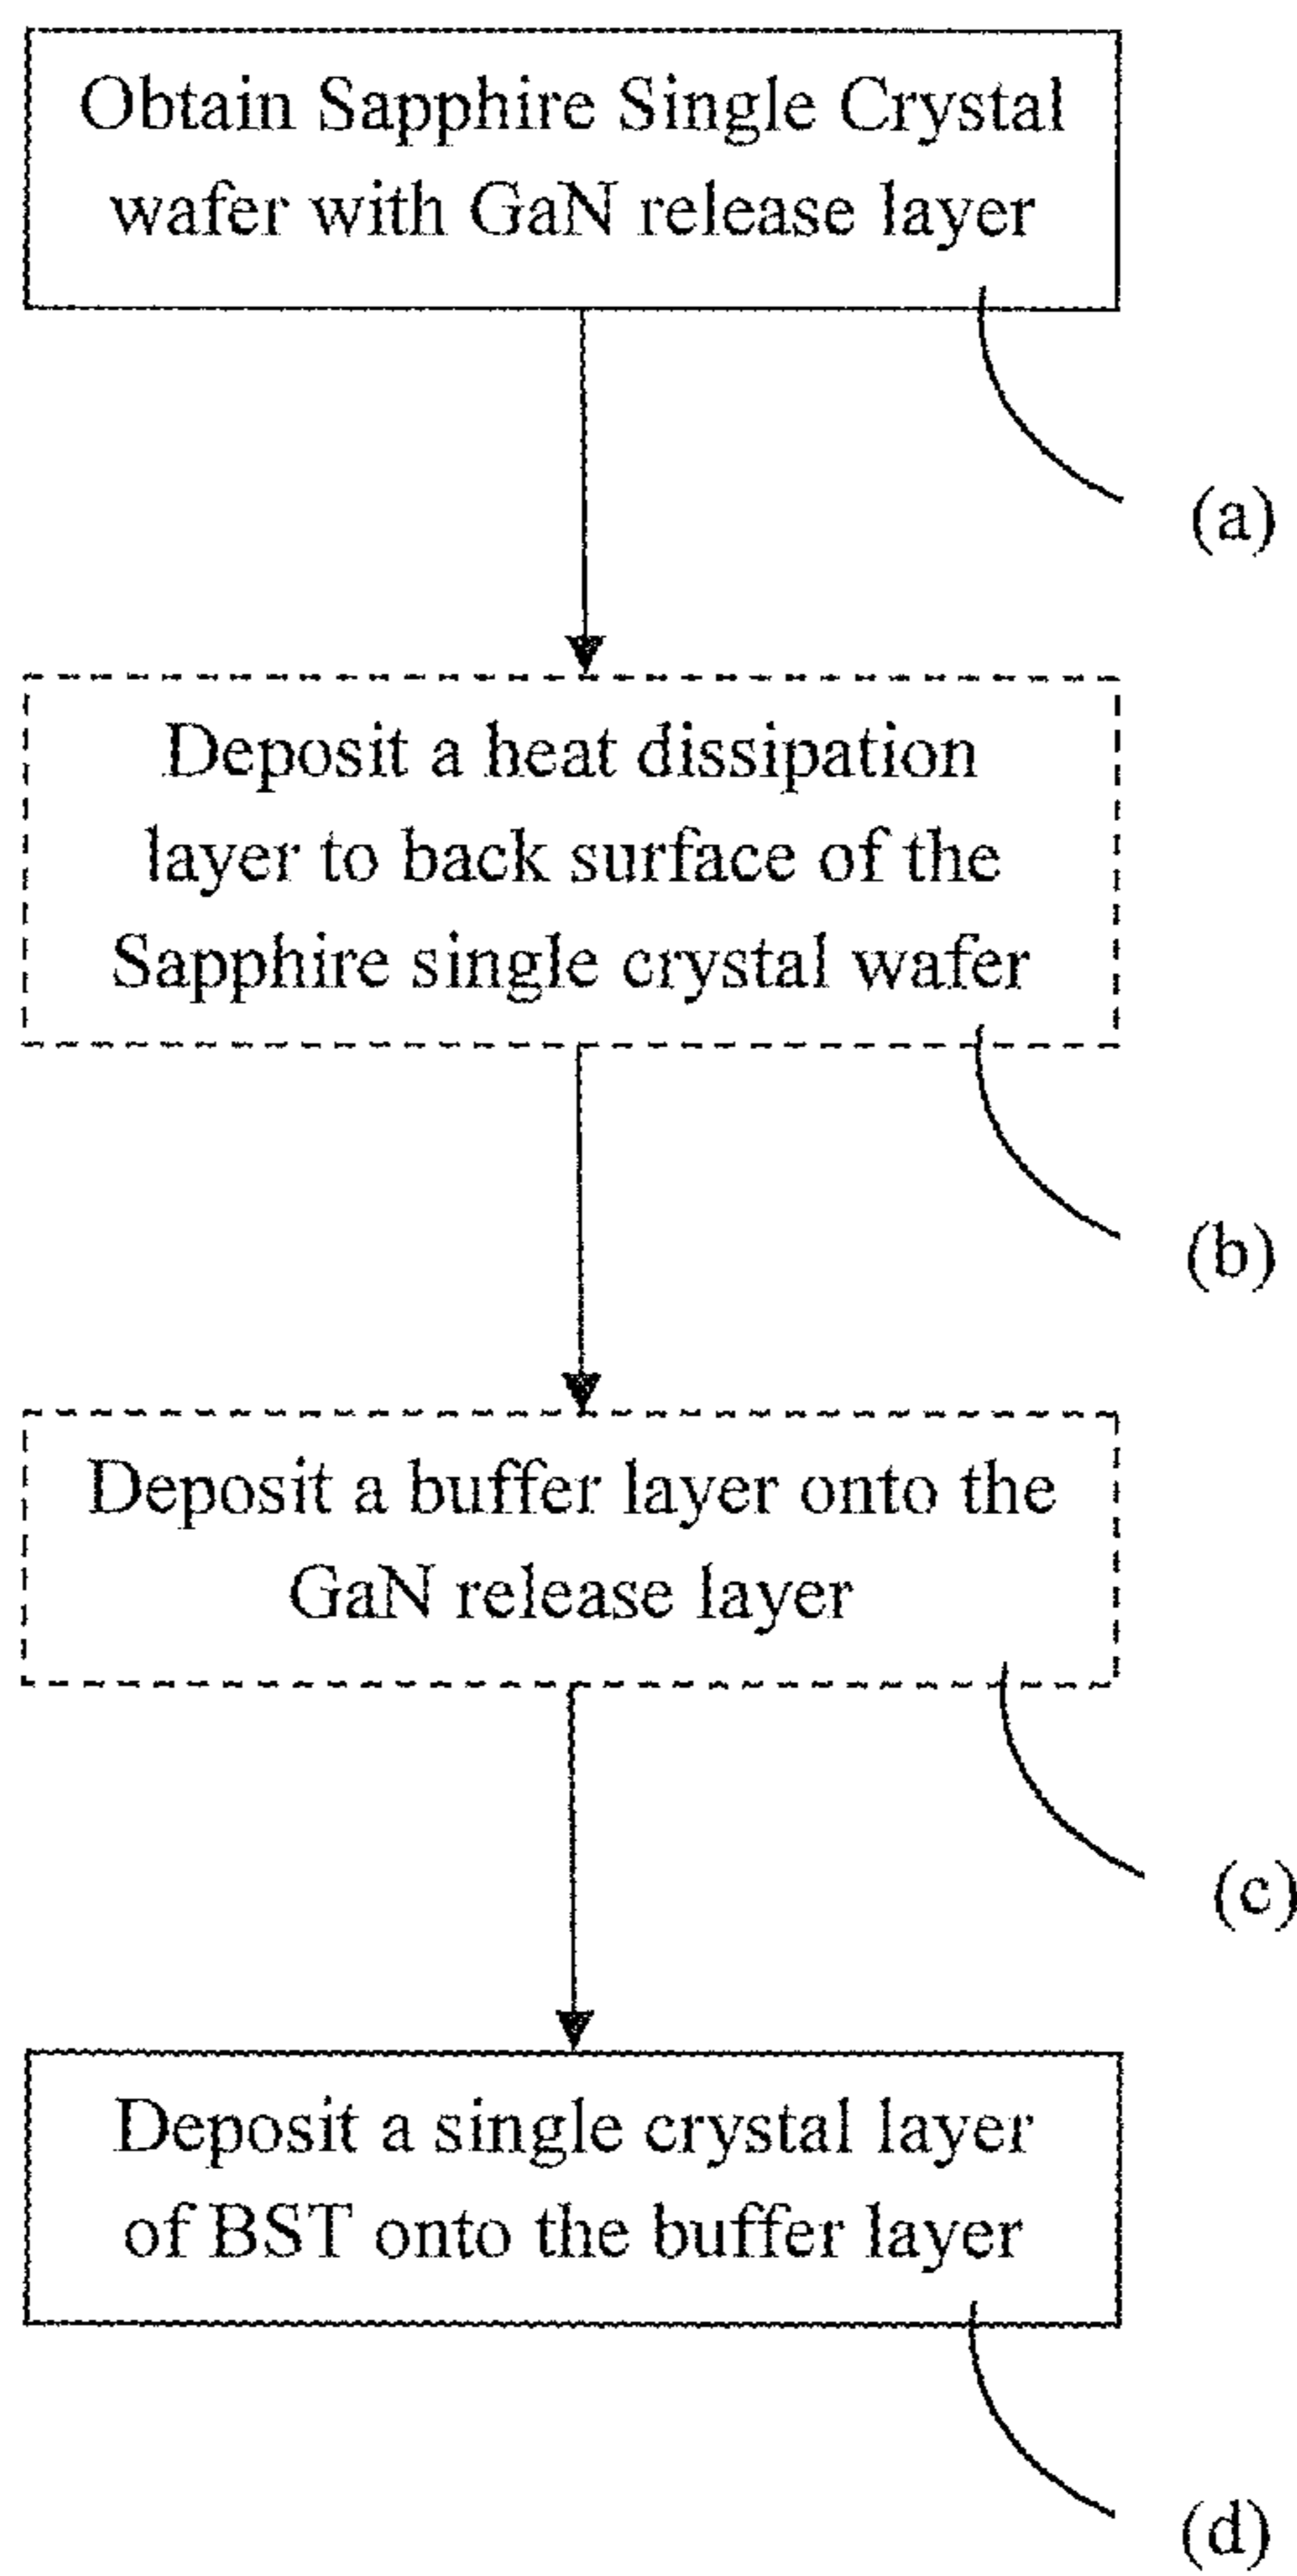 Obtain Sapphire Single Crystal
wafer with GaN release layer
(a)
Deposit a heat dissipation
layer to back surface of the
Sapphire single crystal wafer
(b)
Deposit a buffer layer onto the
GaN release layer
(c)
Deposit a single crystal layer
of BST onto the buffer layer
(d)